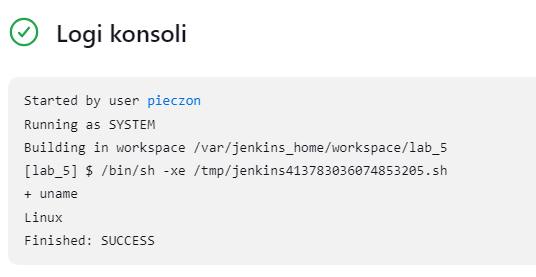 Logi konsoli
Started by user pieczon
Running as SYSTEM
Building in workspace /var/jenkins_home/workspace/lab_5
[lab_5] $ /bin/sh -xe /tmp/jenkins413783036074853205.sh
+ uname
Linux
Finished: SUCCESS